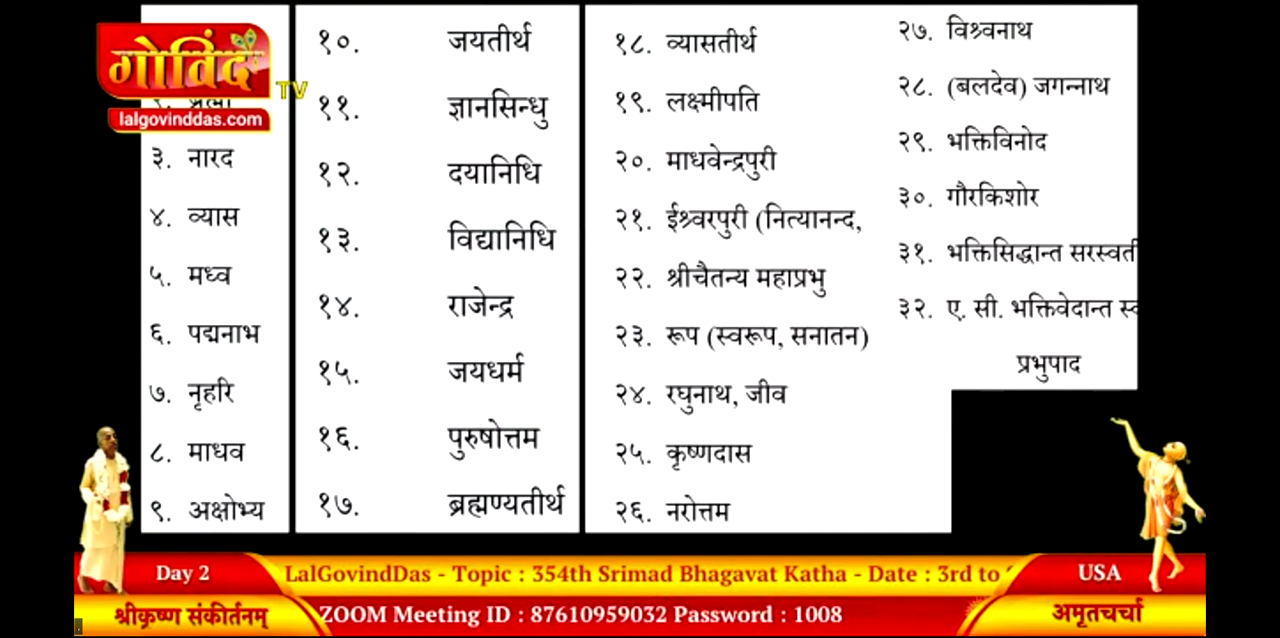 गोविंद
TV
lalgovinddas.com
३. नारद
४. व्यास
५. मध्व
६. पद्मनाभ
७. नृहरि
८. माधव
९. अक्षोभ्य
१०. जयतीर्थ
११. ज्ञानसिन्धु
१२. दयानिधि
१३. विद्यानिधि
१४. राजेन्द्र
१५. जयधर्म
१६. पुरुषोत्तम
१७. ब्रह्मण्यतीर्थ
१८. व्यासतीर्थ
१९. लक्ष्मीपति
२०. माधवेन्द्रपुरी
२१. ईश्वरपुरी (नित्यानन्द,
२२. श्रीचैतन्य महाप्रभु
२३. रूप (स्वरूप, सनातन)
२४. रघुनाथ, जीव
२५. कृष्णदास
२६. नरोत्तम
२७. विश्वनाथ
२८. (बलदेव) जगन्नाथ
२९. भक्तिविनोद
३०. गौरकिशोर
३१. भक्तिसिद्धान्त सरस्वती
३२. ए. सी. भक्तिवेदान्त
प्रभुपाद
Day 2
LalGovindDas - Topic : 354th Srimad Bhagavat Katha - Date : 3rd to
USA
श्रीकृष्ण संकीर्तनम्
ZOOM Meeting ID : 87610959032 Password : 1008
अमृतचर्चा